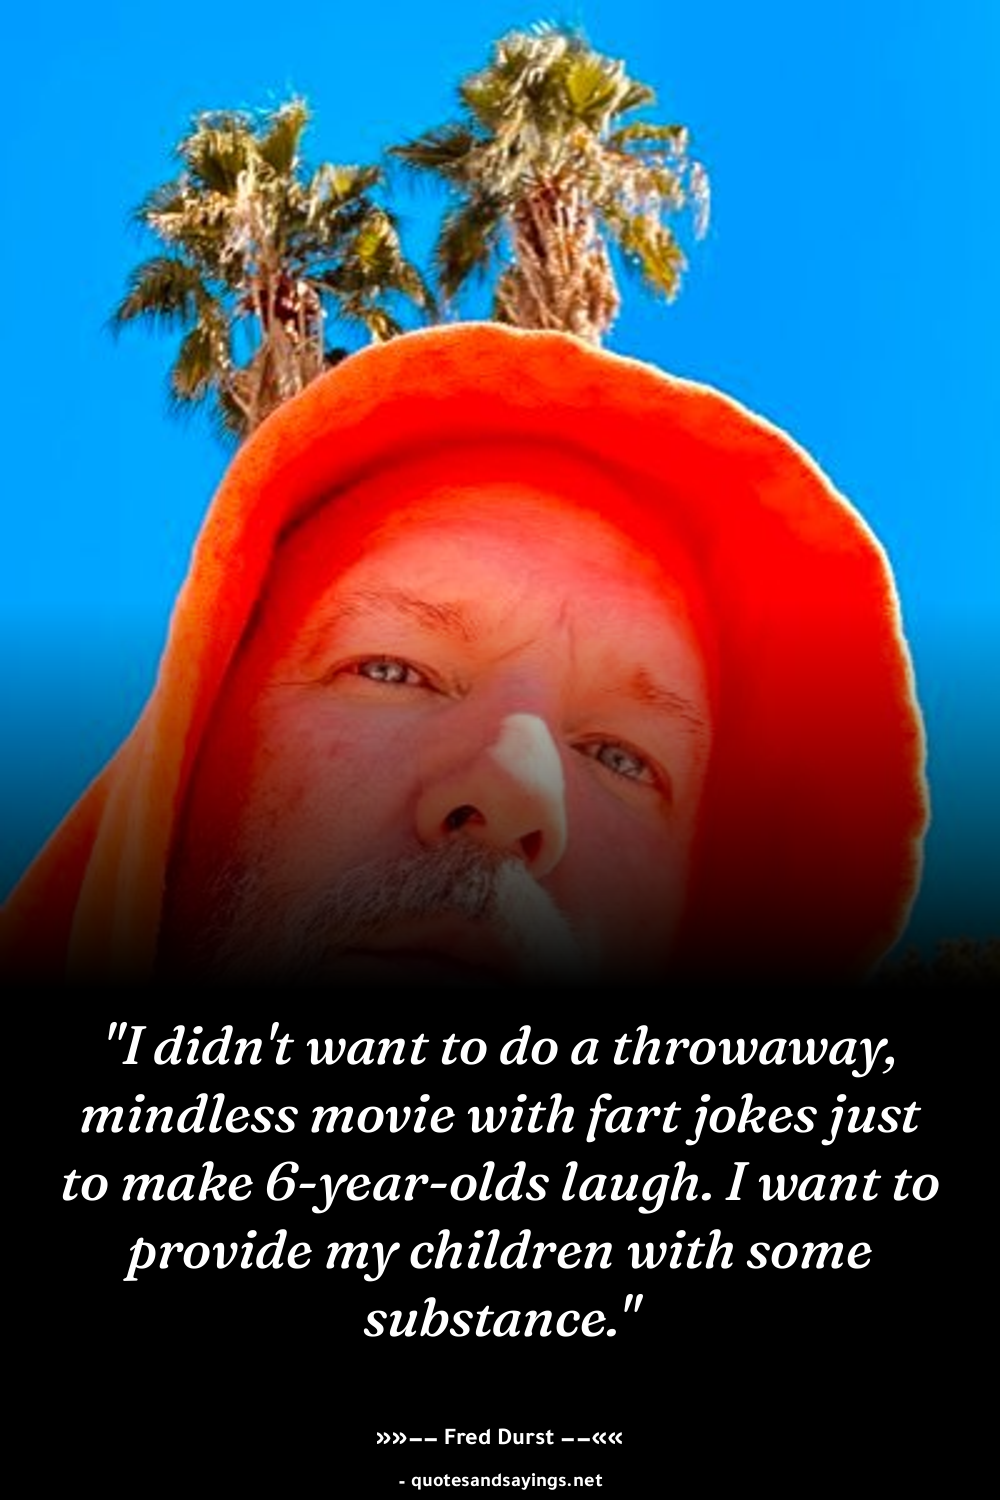 "I didn't want to do a throwaway,
mindless movie with fart jokes just
to make 6-year-olds laugh. I want to
provide my children with some
substance."
»»−− Fred Durst −−««
- quotesandsayings.net